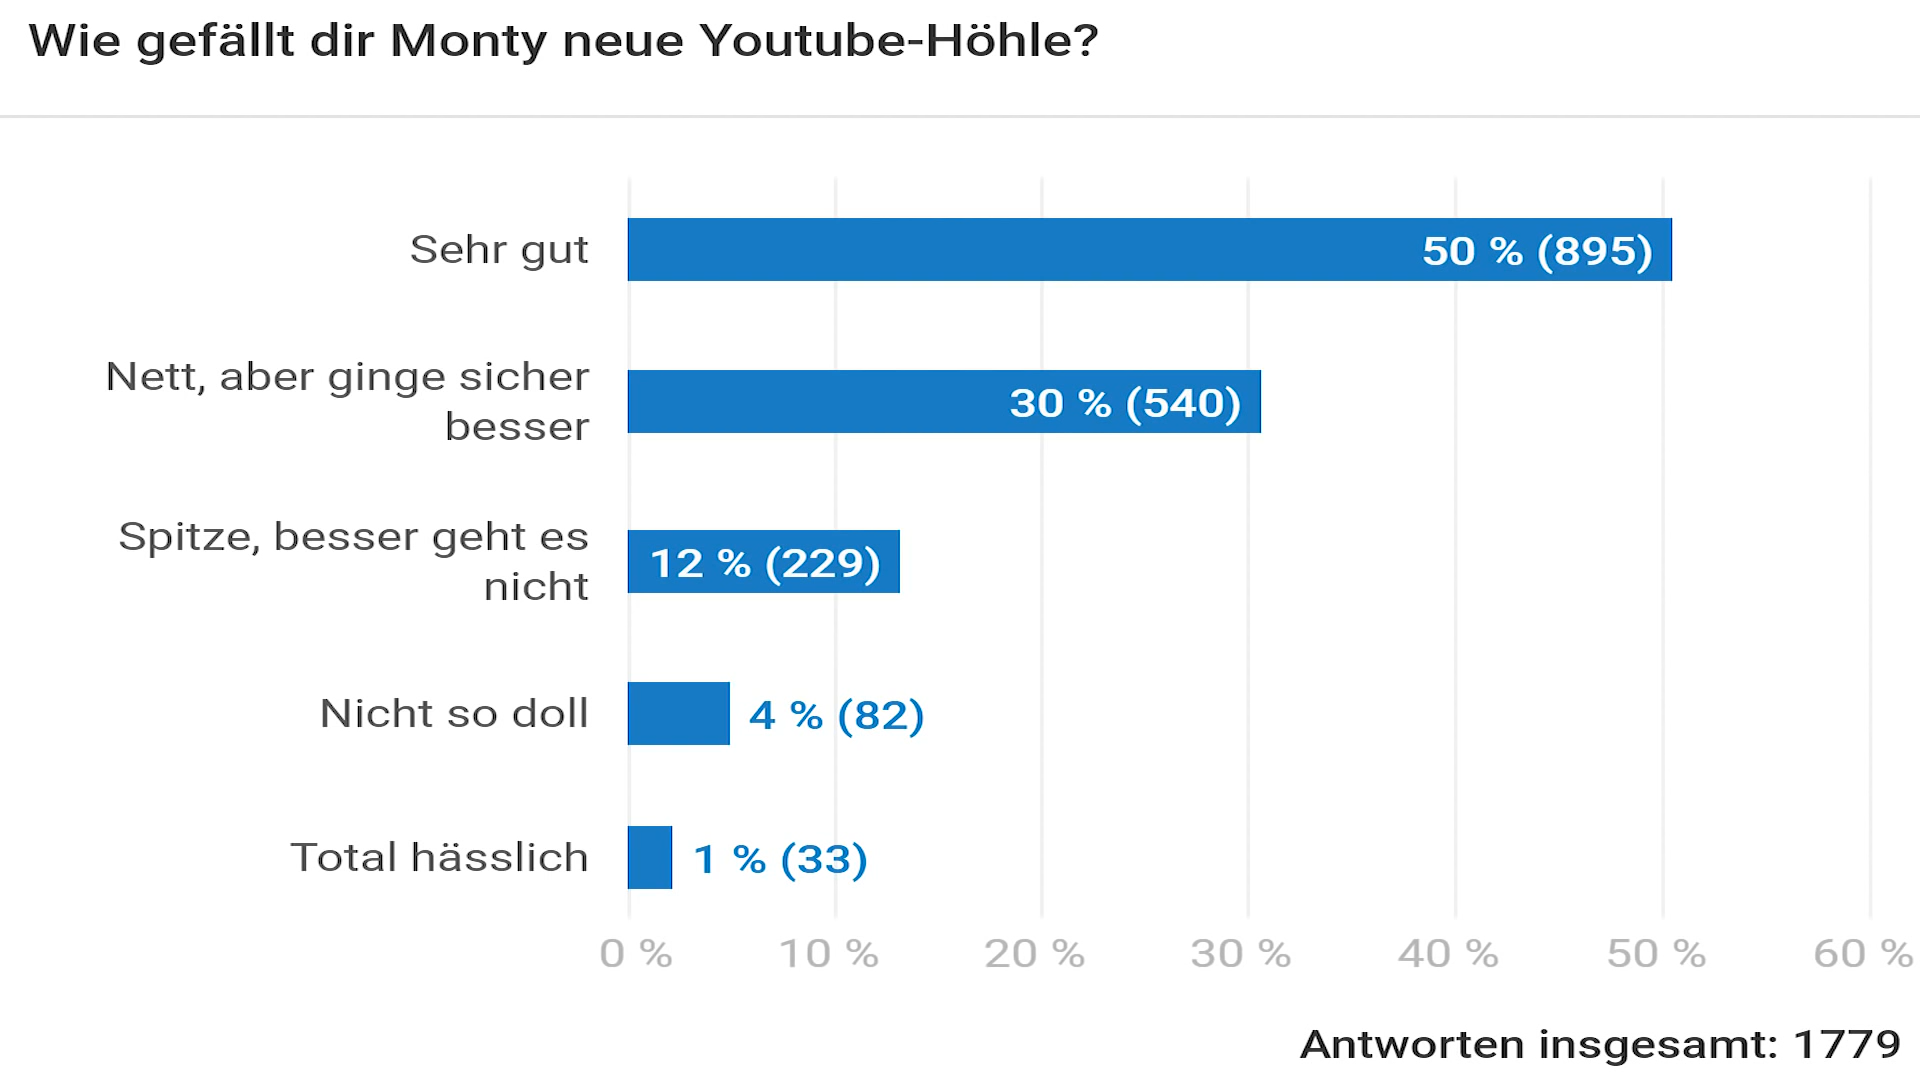 Wie gefällt dir Monty neue Youtube-Höhle?
Sehr gut
50 % (895)
Nett, aber ginge sicher
besser
30 % (540)
Spitze, besser geht es
nicht
12 % (229)
Nicht so doll
4 % (82)
Total hässlich
1 % (33)
0 % 10 % 20 % 30 % 40 % 50 % 60 %
Antworten insgesamt: 1779